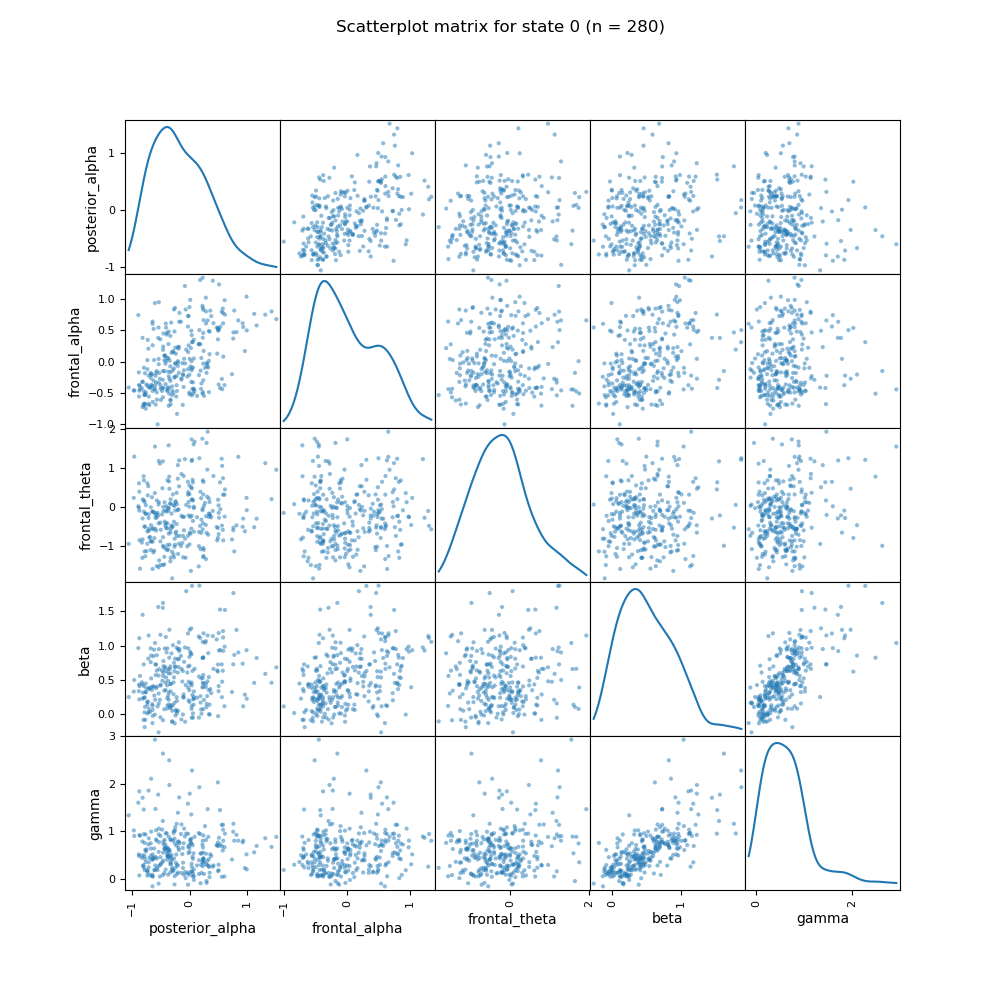 Scatterplot matrix for state 0 (n = 280)
posterior_alpha
1
0
-1
frontal_alpha
1.0
0.5
0.0
−0.5
−1.0
frontal_theta
2
1
0
−1
beta
1.5
1.0
0.5
0.0
gamma
3
2
1
0
−1 0 1 −1 0 1 0 2 0 1 0 2
posterior_alpha frontal_alpha frontal_theta beta gamma